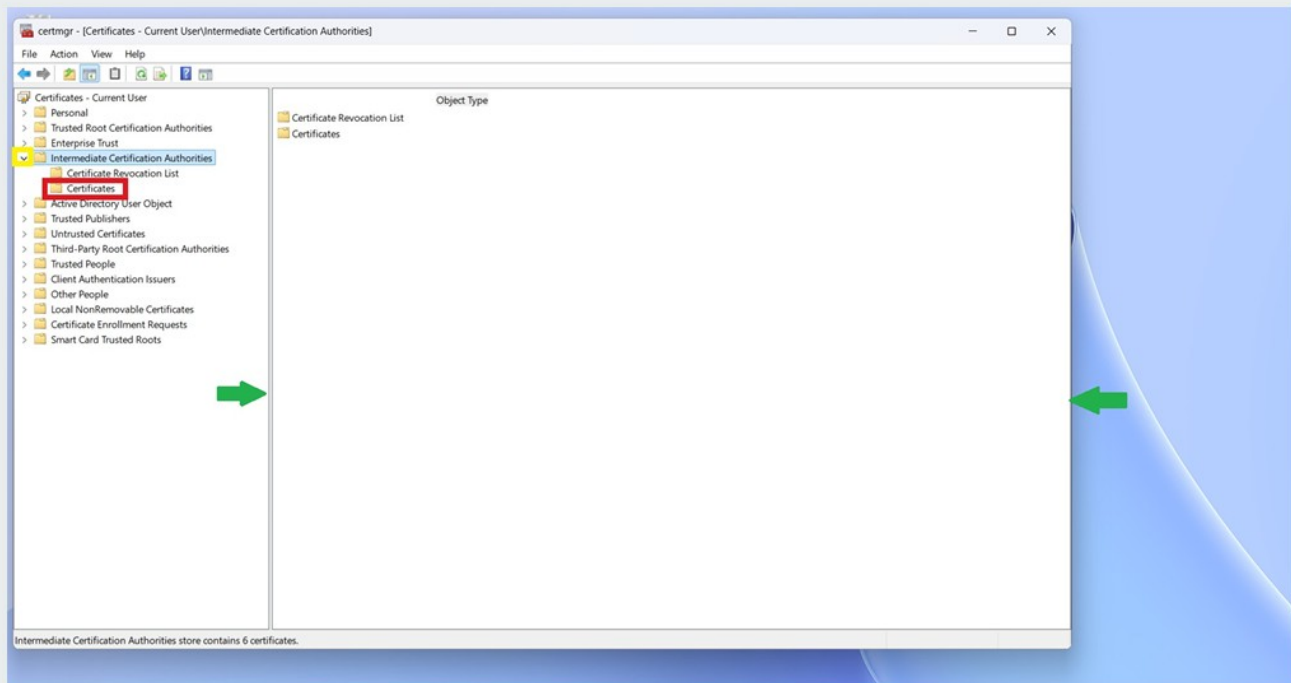 certmgr - [Certificates - Current User\Intermediate Certification Authorities]
File Action View Help
Certificates - Current User
Personal
Trusted Root Certification Authorities
Enterprise Trust
Intermediate Certification Authorities
Certificate Revocation List
Certificates
Active Directory User Object
Trusted Publishers
Untrusted Certificates
Third-Party Root Certification Authorities
Trusted People
Client Authentication Issuers
Other People
Local NonRemovable Certificates
Certificate Enrollment Requests
Smart Card Trusted Roots
Object Type
Certificate Revocation List
Certificates
Intermediate Certification Authorities store contains 6 certificates.